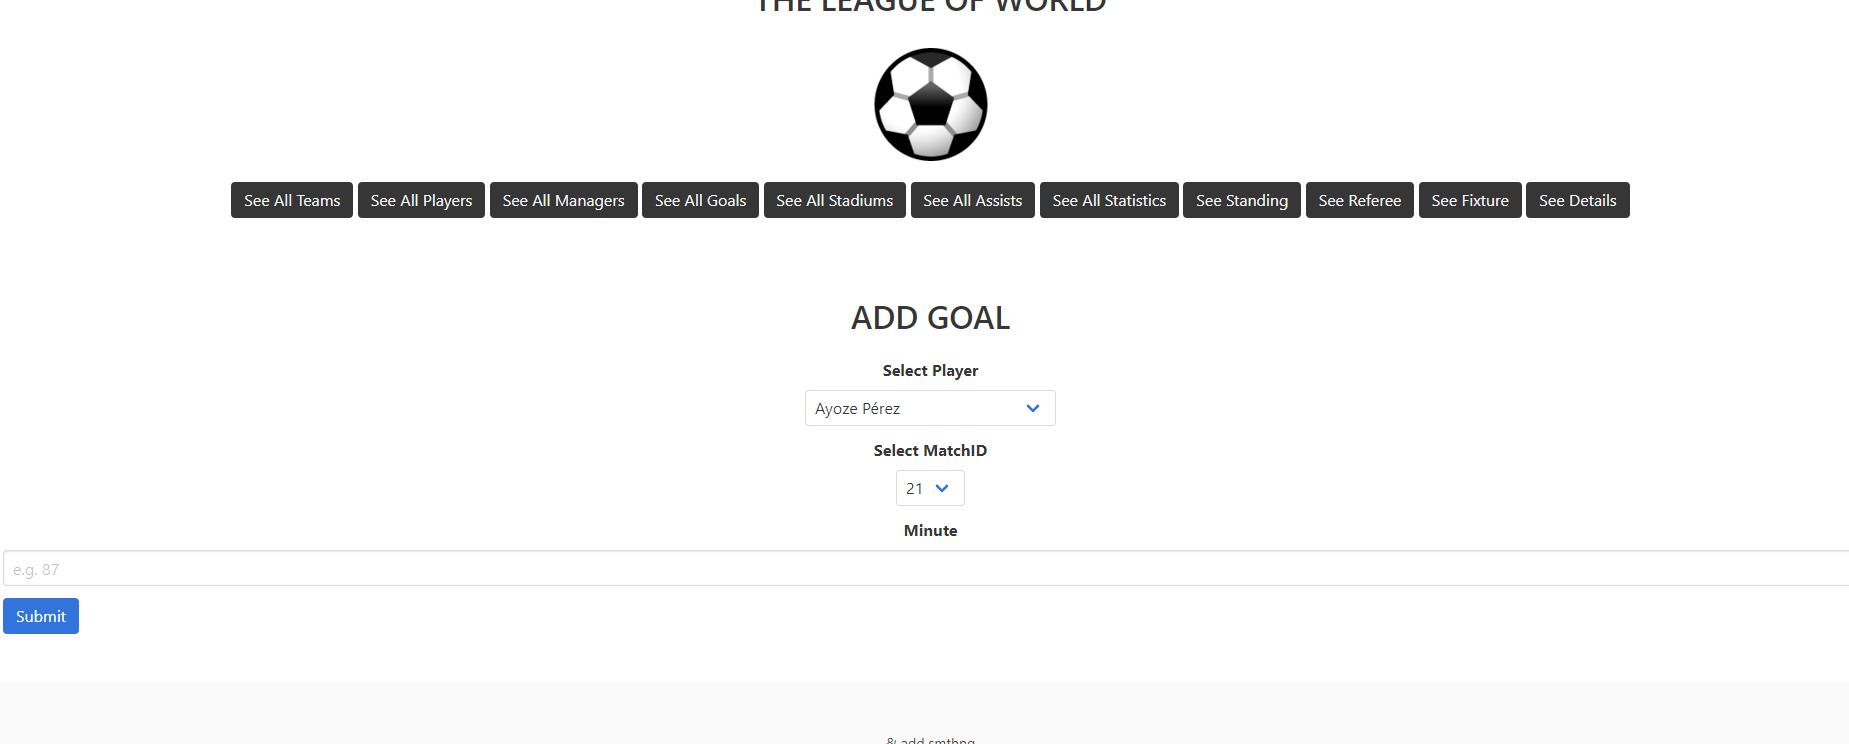 THE LEAGUE OF WORLD
See All Teams See All Players See All Managers See All Goals See All Stadiums See All Assists See All Statistics See Standing See Referee See Fixture See Details
ADD GOAL
Select Player
Ayoze Pérez
Select MatchID
21
Minute
e.g. 87
Submit
& add smthng